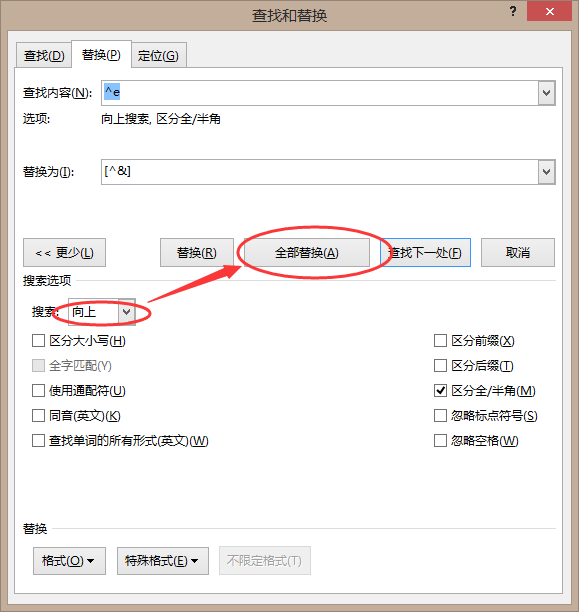 查找和替换
? ×
查找(D) 替换(P) 定位(G)
查找内容(N): ^e
选项: 向上搜索, 区分全/半角
替换为(I): [^&]
<< 更少(L) 替换(R) 全部替换(A) 查找下一处(F) 取消
搜索选项
搜索: 向上
区分大小写(H) 区分前缀(X)
全字匹配(Y) 区分后缀(T)
使用通配符(U) 区分全/半角(M)
同音(英文)(K) 忽略标点符号(S)
查找单词的所有形式(英文)(W) 忽略空格(W)
替换
格式(O) 特殊格式(E) 不限定格式(T)